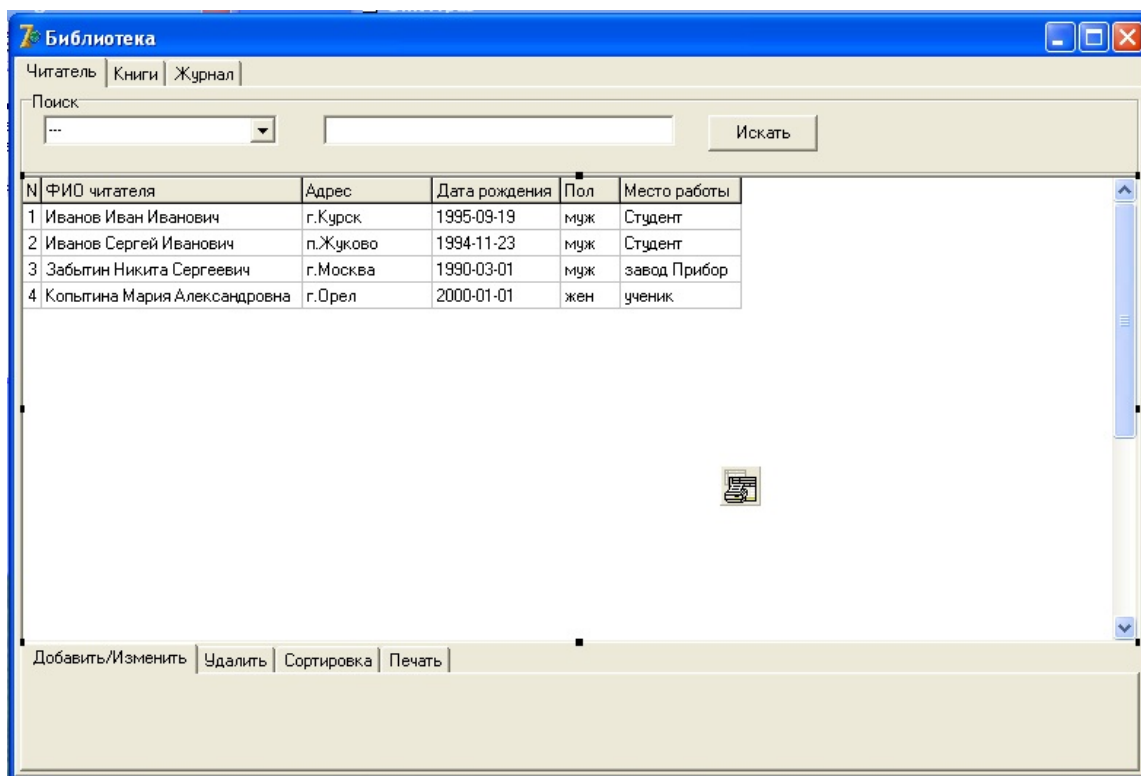 Библиотека
Читатель Книги Журнал
Поиск
--- Искать
N ФИО читателя Адрес Дата рождения Пол Место работы
1 Иванов Иван Иванович г.Курск 1995-09-19 муж Студент
2 Иванов Сергей Иванович п.Жуково 1994-11-23 муж Студент
3 Забытин Никита Сергеевич г.Москва 1990-03-01 муж завод Прибор
4 Копытина Мария Александровна г.Орел 2000-01-01 жен ученик
Добавить/Изменить Удалить Сортировка Печать